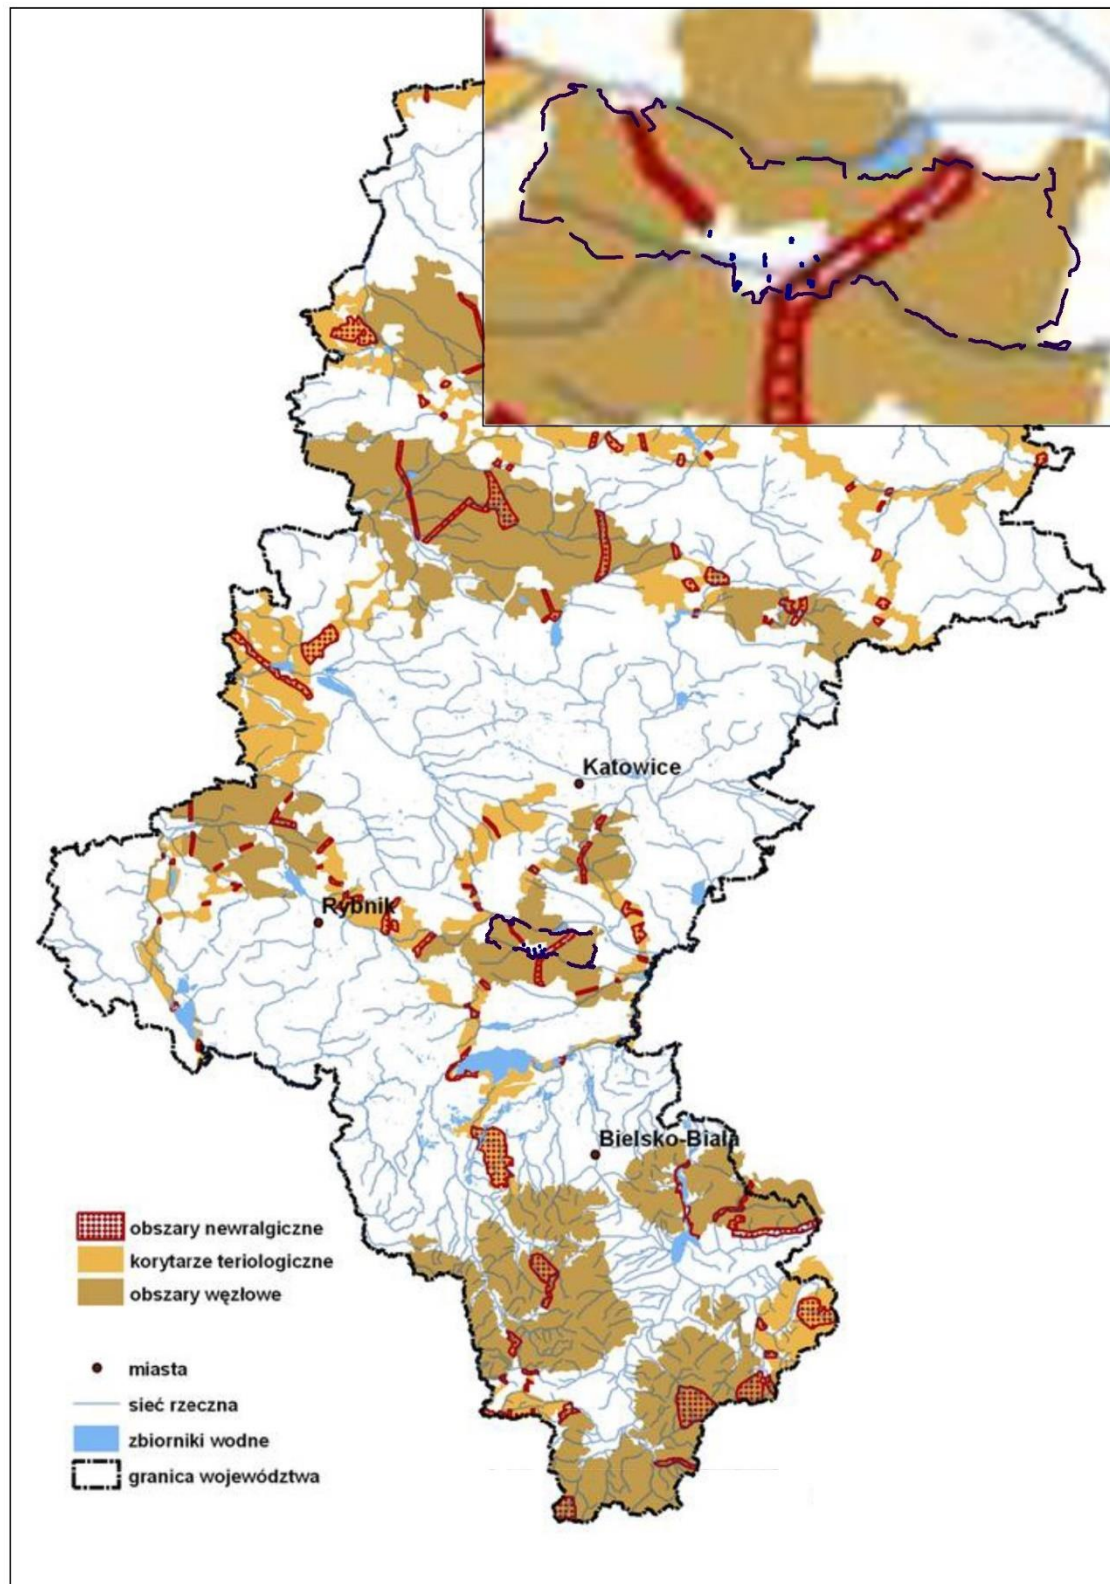 Katowice
Rybnik
Bielsko-Biała
obszary newralgiczne
korytarze teriologiczne
obszary węzłowe
miasta
sieć rzeczna
zbiorniki wodne
granica województwa